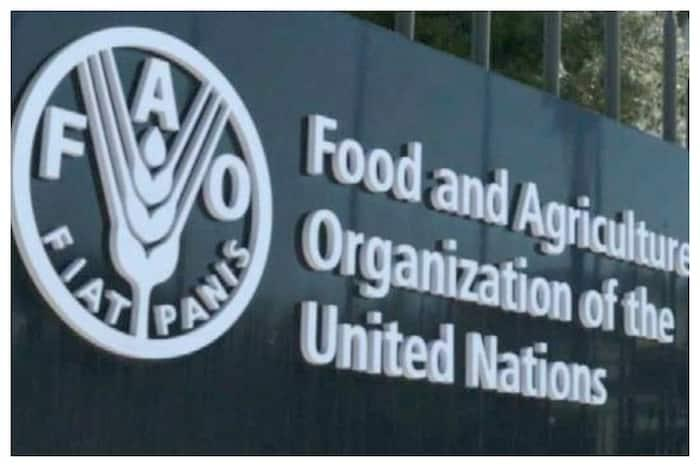 FAO
FIAT PANIS
Food and Agriculture
Organization of the
United Nations